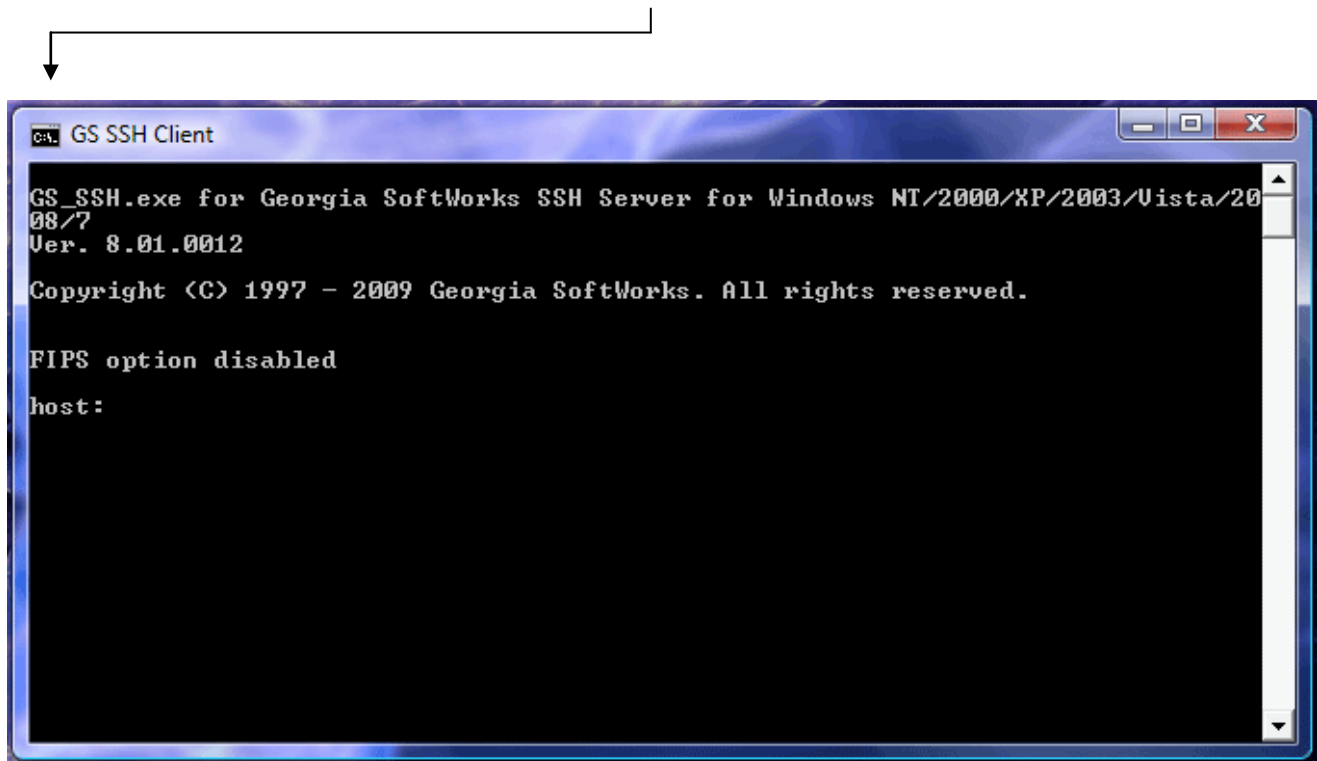 GS SSH Client
GS_SSH.exe for Georgia SoftWorks SSH Server for Windows NT/2000/XP/2003/Vista/20
08/7
Ver. 8.01.0012
Copyright (C) 1997 - 2009 Georgia SoftWorks. All rights reserved.
FIPS option disabled
host: